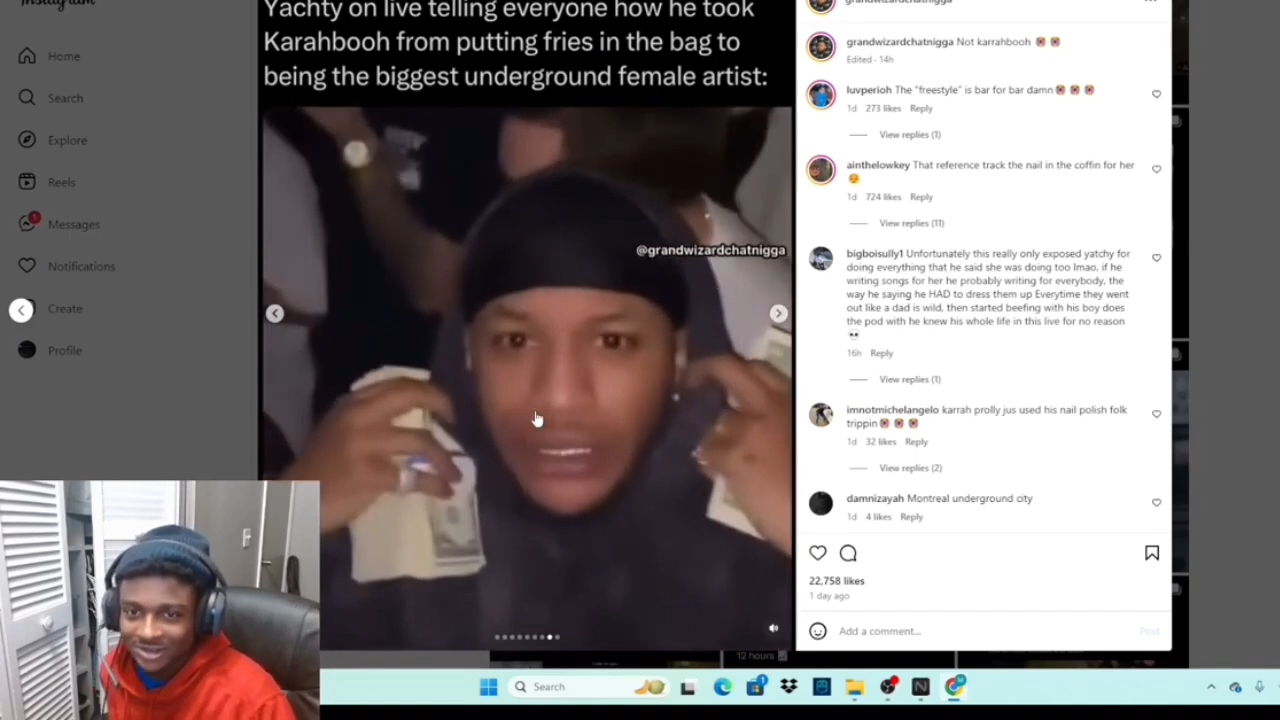 Instagram
Home
Search
Explore
Reels
1
Messages
Notifications
Create
Profile
Yachty on live telling everyone how he took
Karahbooh from putting fries in the bag to
being the biggest underground female artist:
@grandwizardchatnigga
grandwizardchatnigga
grandwizardchatnigga Not karrahbooh
Edited · 14h
luvperioh The "freestyle" is bar for bar damn
1d 273 likes Reply
View replies (1)
ainthelowkey That reference track the nail in the coffin for her
1d 724 likes Reply
View replies (11)
bigboisully1 Unfortunately this really only exposed yatchy for
doing everything that he said she was doing too lmao, if he
writing songs for her he probably writing for everybody, the
way he saying he HAD to dress them up Everytime they went
out like a dad is wild, then started beefing with his boy does
the pod with he knew his whole life in this live for no reason
16h Reply
View replies (1)
imnotmichelangelo karrah prolly jus used his nail polish folk
trippin
1d 32 likes Reply
View replies (2)
damnizayah Montreal underground city
1d 4 likes Reply
22,758 likes
1 day ago
Add a comment...
Post
12 hours
Search
1